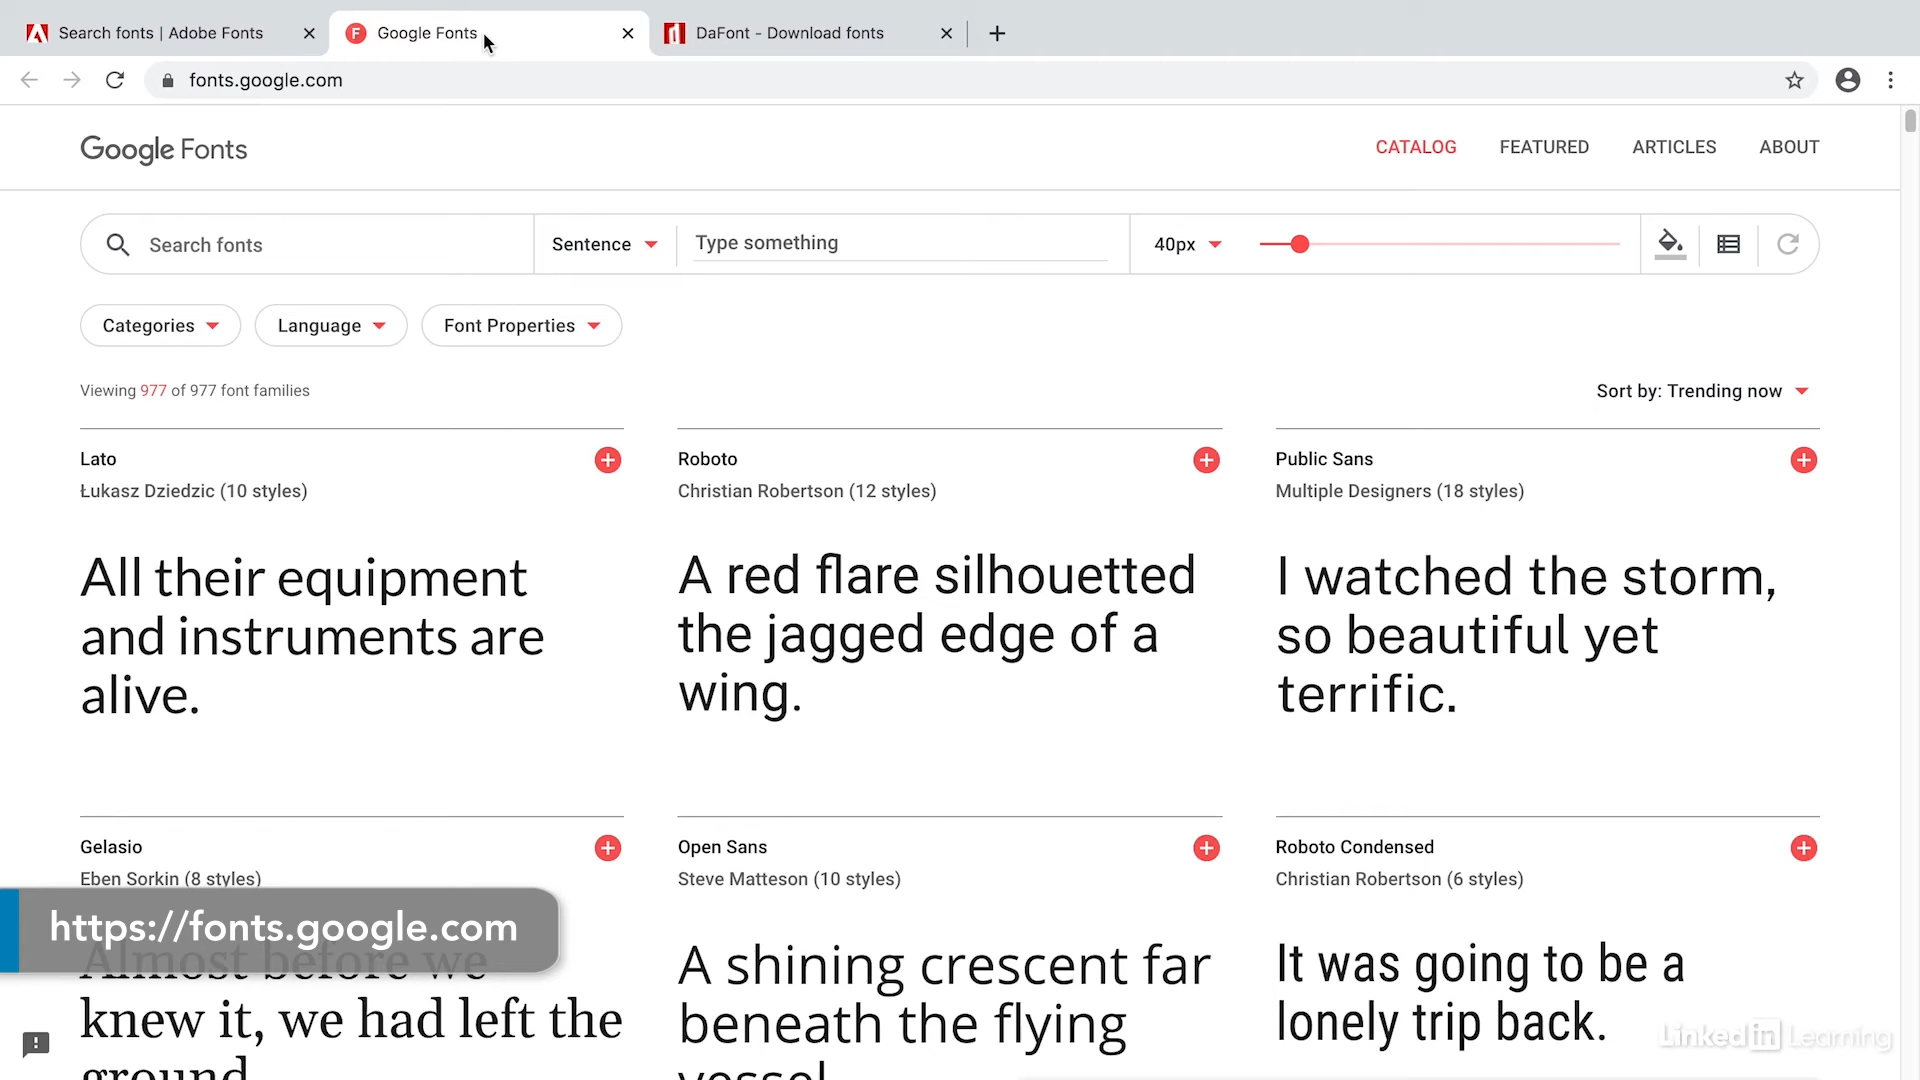 Search fonts | Adobe Fonts
Google Fonts
DaFont - Download fonts
fonts.google.com
Google Fonts
CATALOG
FEATURED
ARTICLES
ABOUT
Search fonts
Sentence
Type something
40px
Categories
Language
Font Properties
Viewing 977 of 977 font families
Sort by: Trending now
Lato
Łukasz Dziedzic (10 styles)
All their equipment
and instruments are
alive.
Roboto
Christian Robertson (12 styles)
A red flare silhouetted
the jagged edge of a
wing.
Public Sans
Multiple Designers (18 styles)
I watched the storm,
so beautiful yet
terrific.
Gelasio
Eben Sorkin (8 styles)
https://fonts.google.com
Almost before we
knew it, we had left the
ground.
Open Sans
Steve Matteson (10 styles)
A shining crescent far
beneath the flying
vessel.
Roboto Condensed
Christian Robertson (6 styles)
It was going to be a
lonely trip back.
Linked in Learning